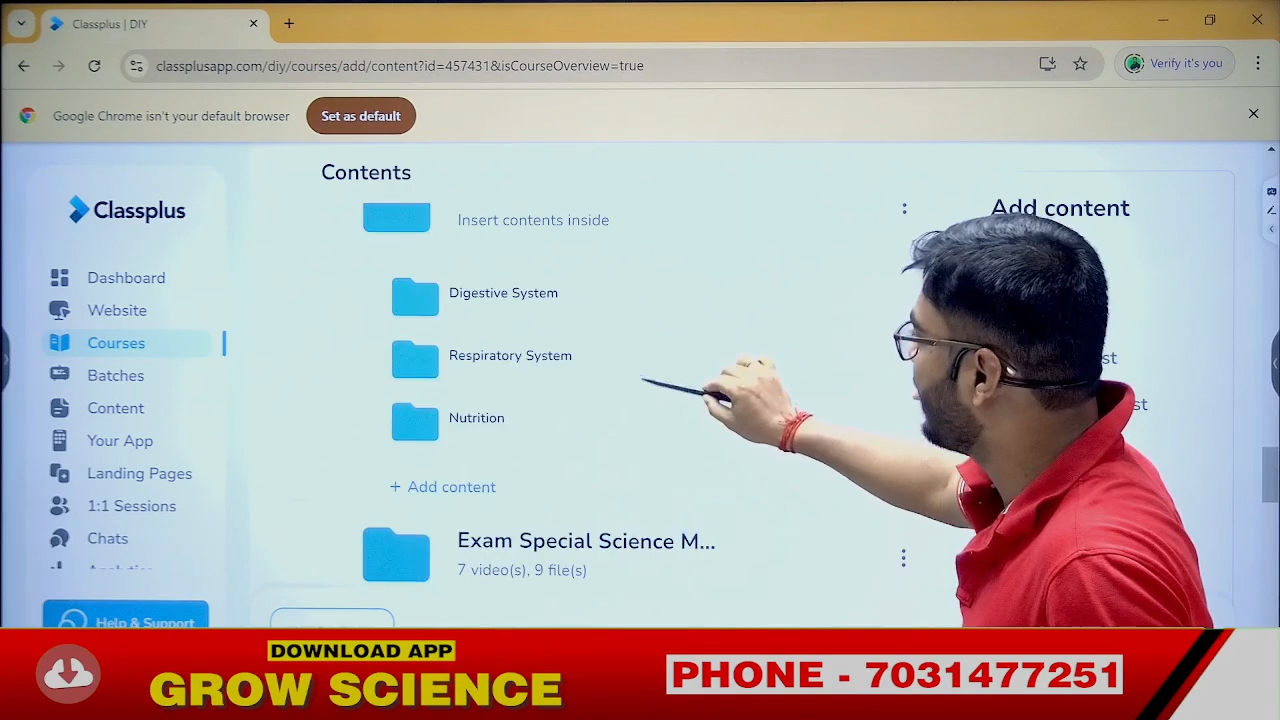 Classplus | DIY
classplusapp.com/diy/courses/add/content?id=457431&isCourseOverview=true
Verify it's you
Google Chrome isn't your default browser
Set as default
Contents
Classplus
Insert contents inside
Add content
Dashboard
Website
Courses
Batches
Content
Your App
Landing Pages
1:1 Sessions
Chats
Help & Support
Digestive System
Respiratory System
Nutrition
+ Add content
Exam Special Science M...
7 video(s), 9 file(s)
DOWNLOAD APP
GROW SCIENCE
PHONE - 7031477251